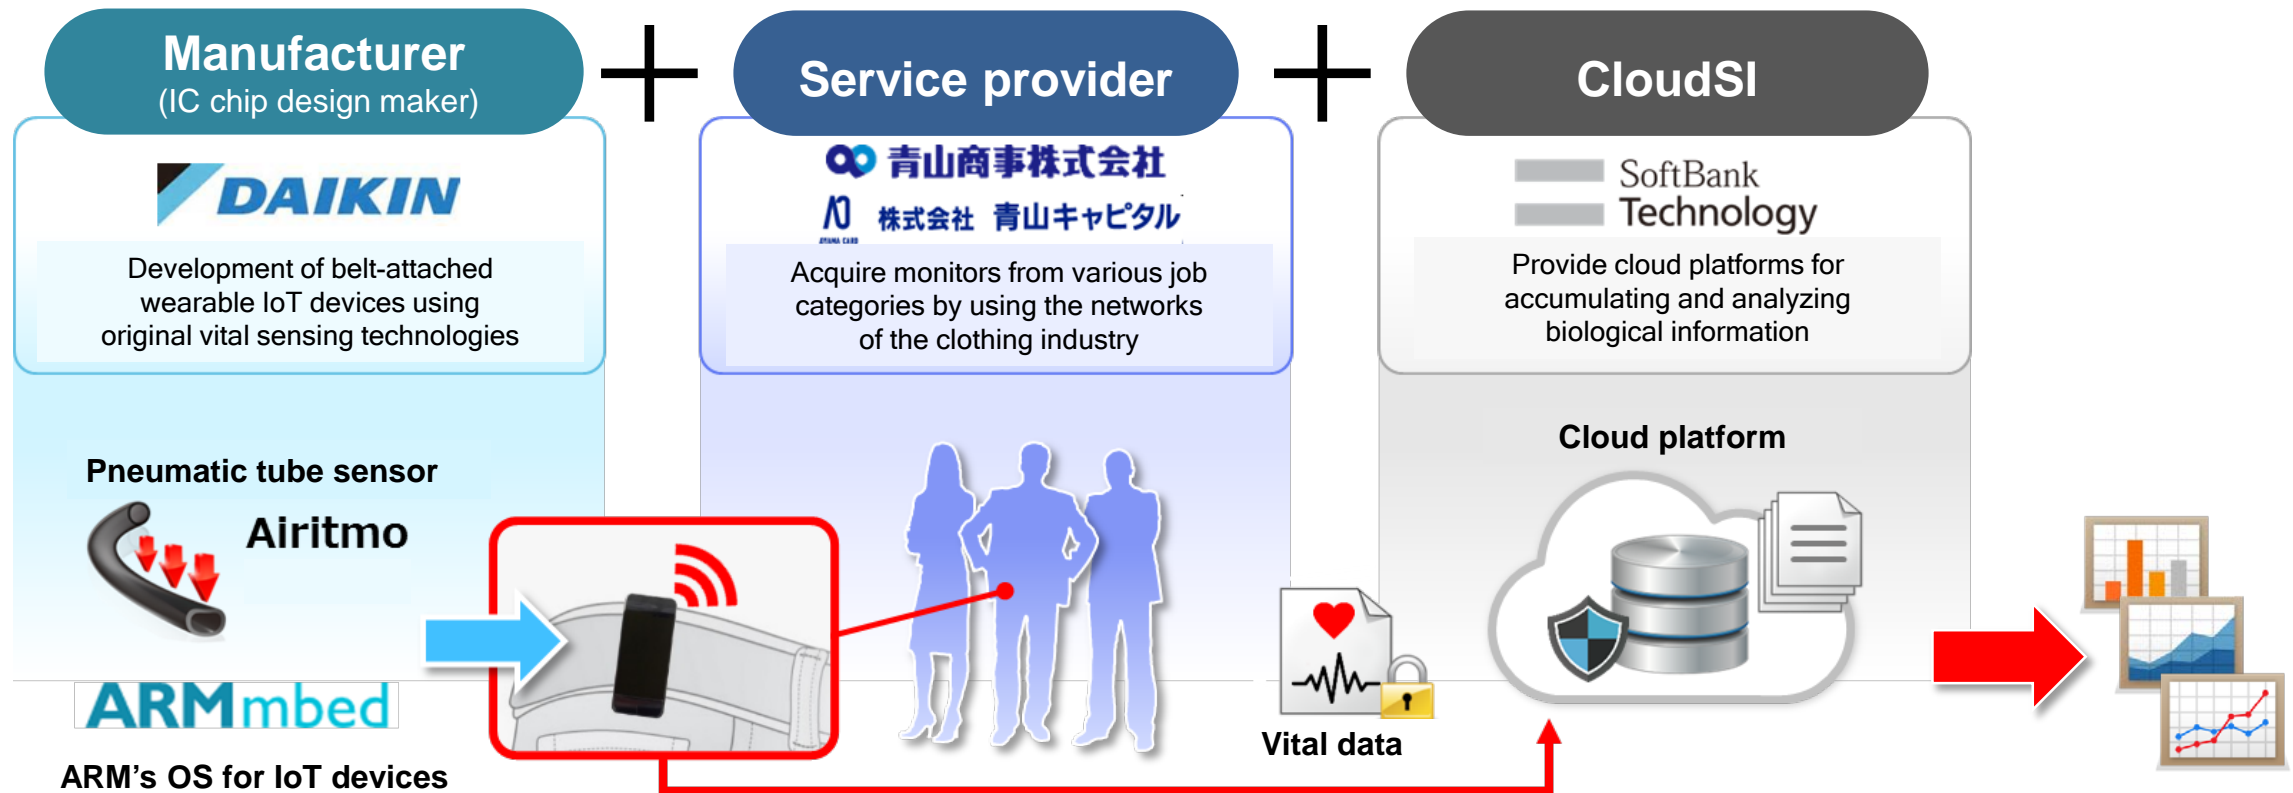 Manufacturer
(IC chip design maker)
DAIKIN
Development of belt-attached
wearable IoT devices using
original vital sensing technologies
Pneumatic tube sensor
Airitmo
ARM mbed
ARM's OS for IoT devices
Service provider
青山商事株式会社
株式会社 青山キャピタル
Acquire monitors from various job
categories by using the networks
of the clothing industry
CloudSI
SoftBank
Technology
Provide cloud platforms for
accumulating and analyzing
biological information
Cloud platform
Vital data